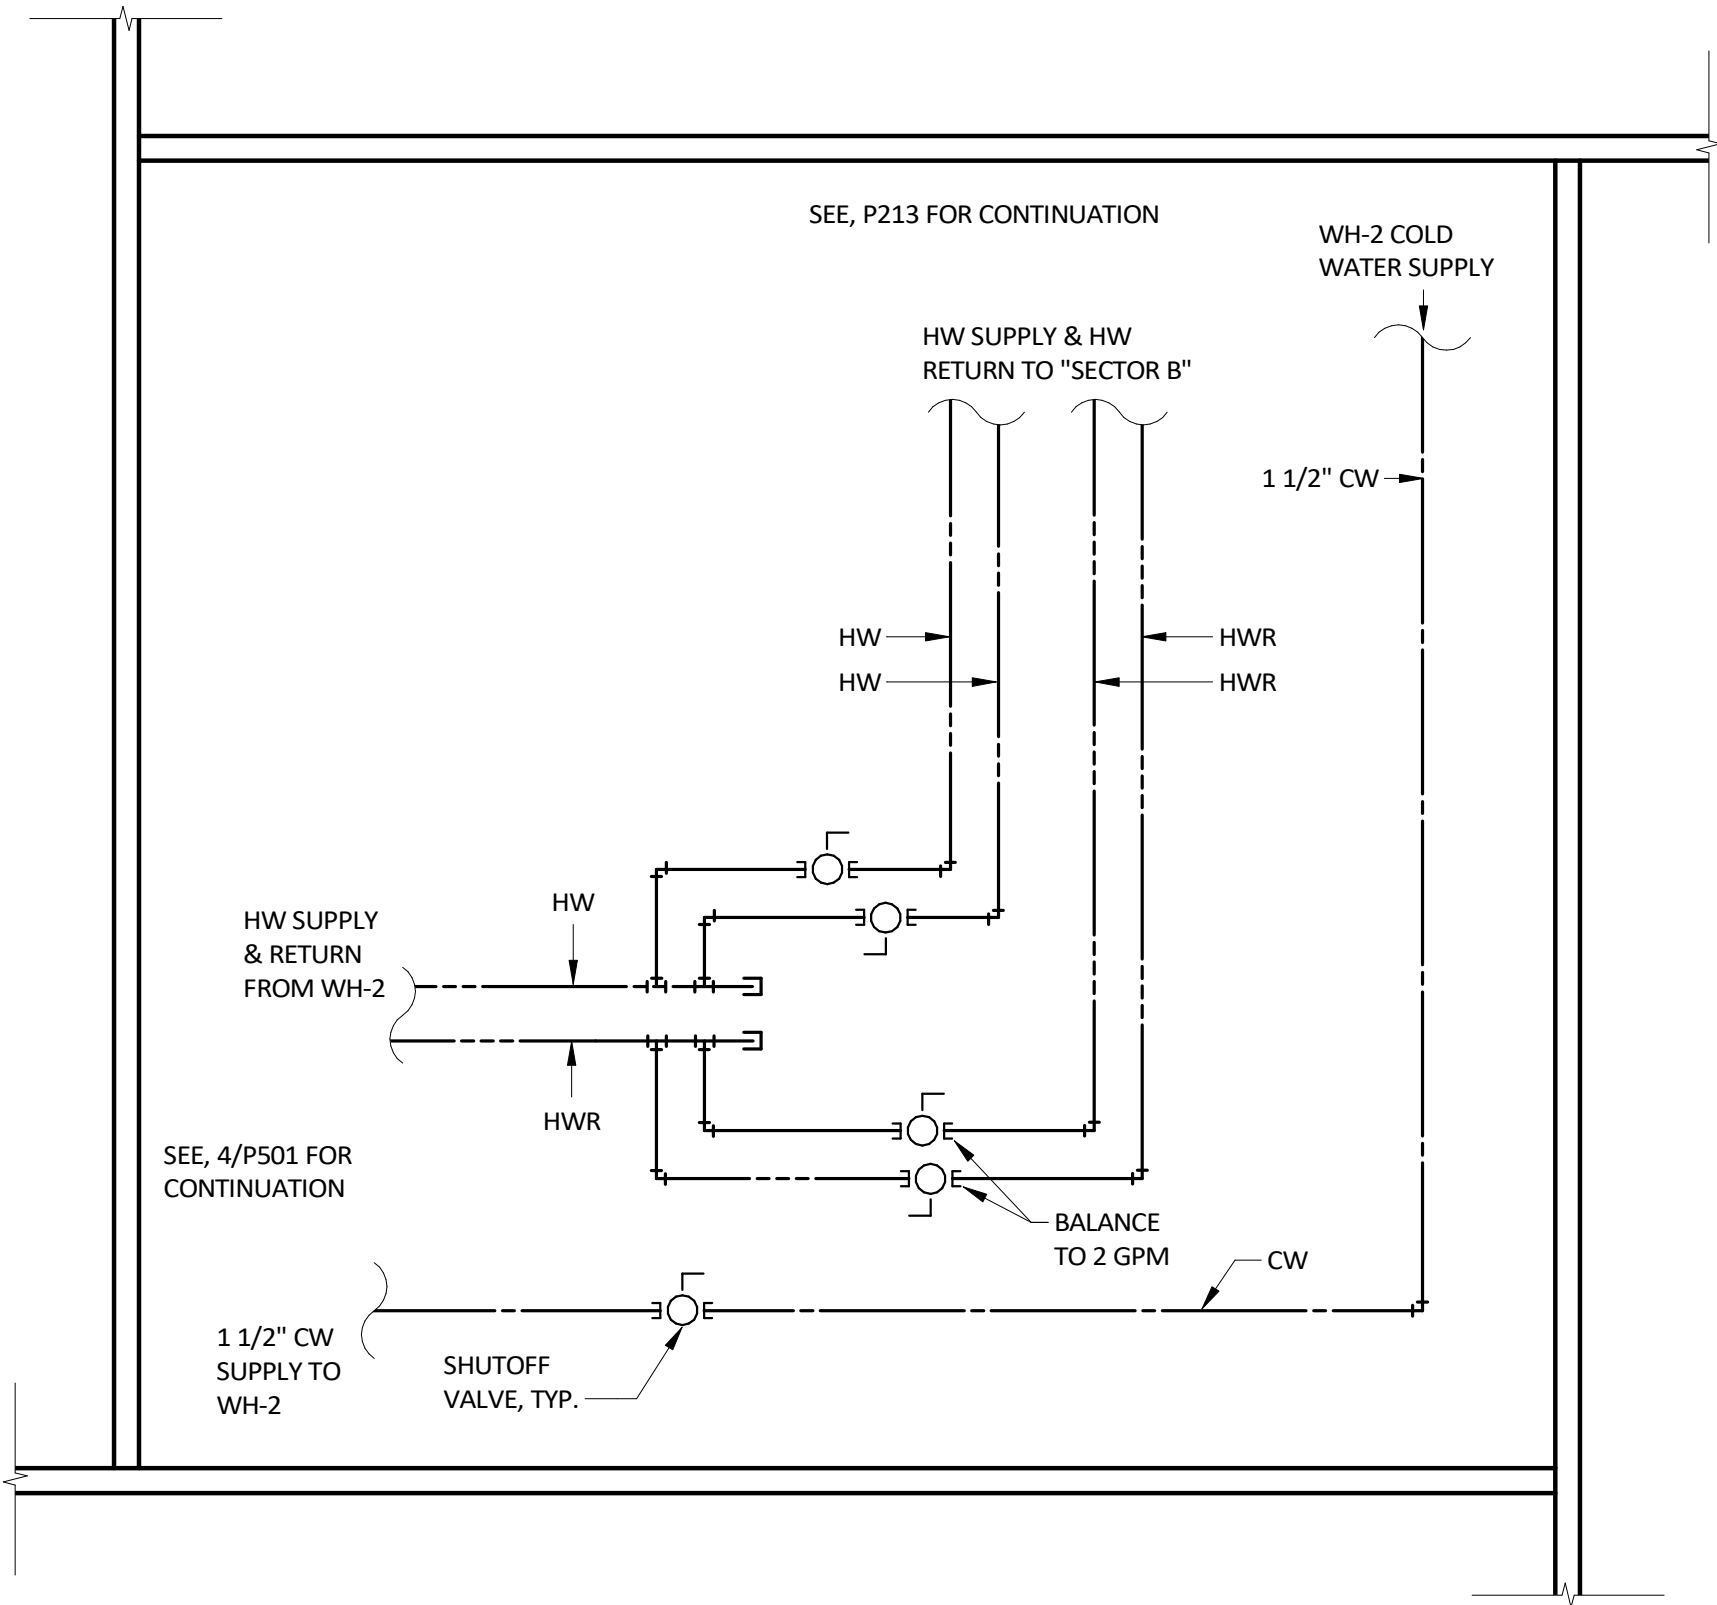 SEE, P213 FOR CONTINUATION
WH-2 COLD
WATER SUPPLY
HW SUPPLY & HW
RETURN TO "SECTOR B"
1 1/2" CW
HW
HWR
HW
HWR
HW
HW SUPPLY
& RETURN
FROM WH-2
HWR
SEE, 4/P501 FOR
CONTINUATION
BALANCE
TO 2 GPM
CW
1 1/2" CW
SUPPLY TO
WH-2
SHUTOFF
VALVE, TYP.